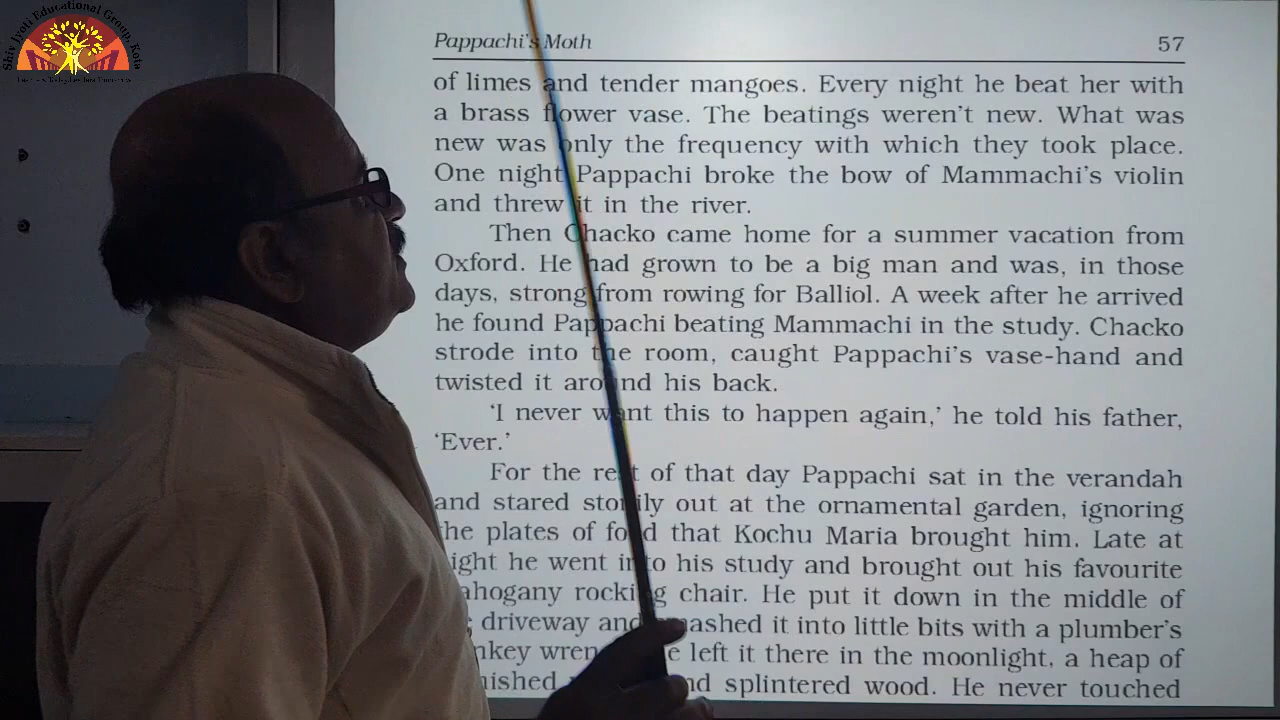 Shiv Jyoti Educational Group, Kota
Pappachi's Moth 57
of limes and tender mangoes. Every night he beat her with
a brass flower vase. The beatings weren't new. What was
new was only the frequency with which they took place.
One night Pappachi broke the bow of Mammachi's violin
and threw it in the river.
Then Chacko came home for a summer vacation from
Oxford. He had grown to be a big man and was, in those
days, strong from rowing for Balliol. A week after he arrived
he found Pappachi beating Mammachi in the study. Chacko
strode into the room, caught Pappachi's vase-hand and
twisted it around his back.
'I never want this to happen again,' he told his father,
'Ever.'
For the rest of that day Pappachi sat in the verandah
and stared stonily out at the ornamental garden, ignoring
the plates of food that Kochu Maria brought him. Late at
night he went into his study and brought out his favourite
mahogany rocking chair. He put it down in the middle of
driveway and smashed it into little bits with a plumber's
left it there in the moonlight, a heap of
and splintered wood. He never touched